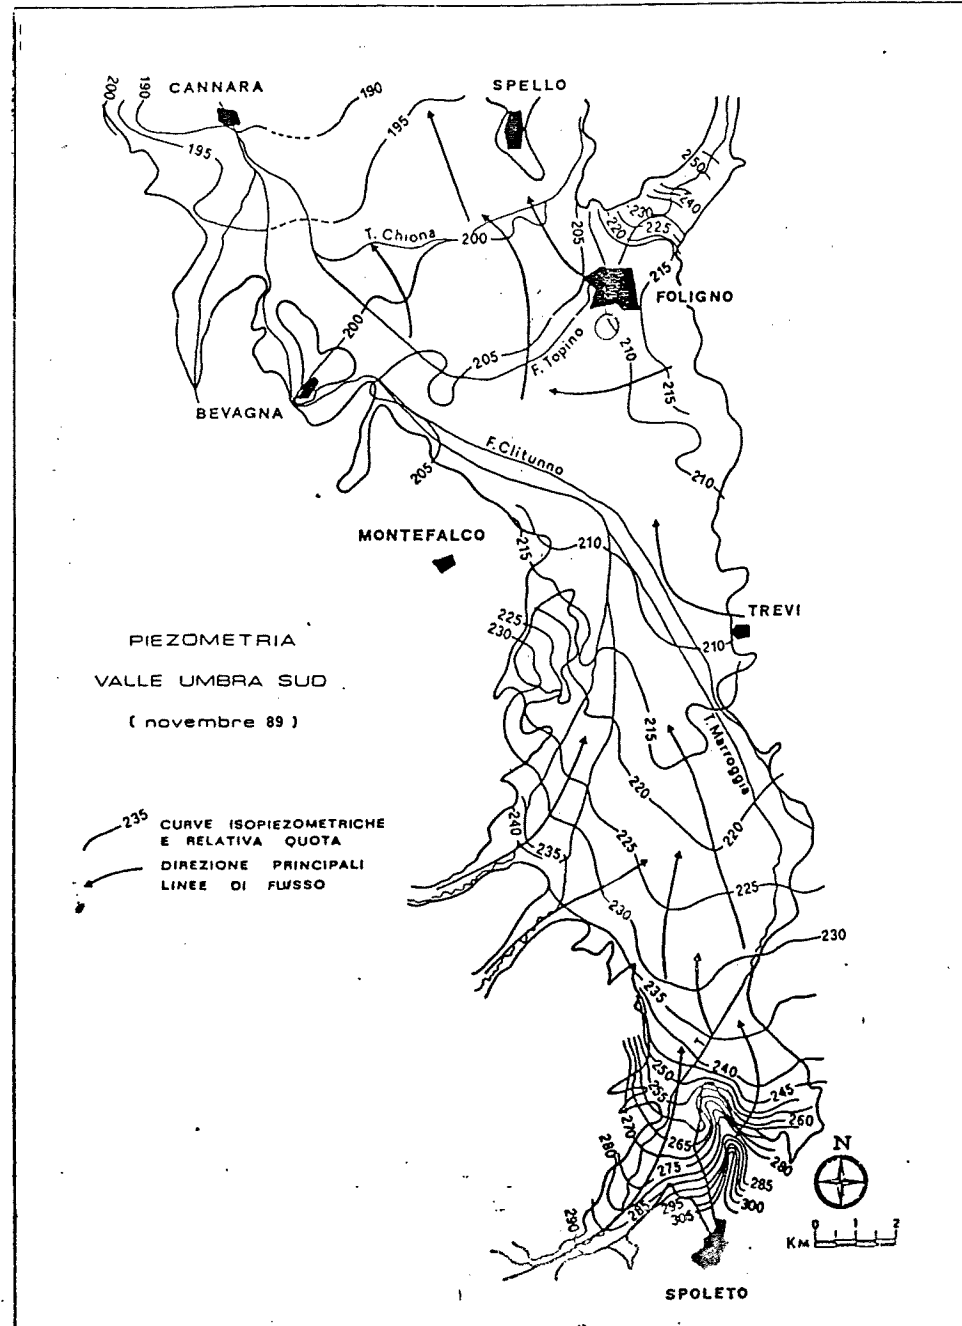 CANNARA
SPELLO
200
190
190
195
195
250
240
230
220
225
T. Chiona
200
205
215
FOLIGNO
200
F. Topino
205
210
215
BEVAGNA
F. Clitunno
205
210
MONTEFALCO
215
210
TREVI
225
230
210
PIEZOMETRIA
VALLE UMBRA SUD
( novembre 89 )
215
T. Marroggia
220
220
235
CURVE ISOPIEZOMETRICHE
E RELATIVA QUOTA
DIREZIONE PRINCIPALI
LINEE DI FLUSSO
240
235
225
225
230
230
235
T.
240
250
245
255
260
270
265
280
275
280
285
285
295
300
305
290
N
0 1 2
KM
SPOLETO